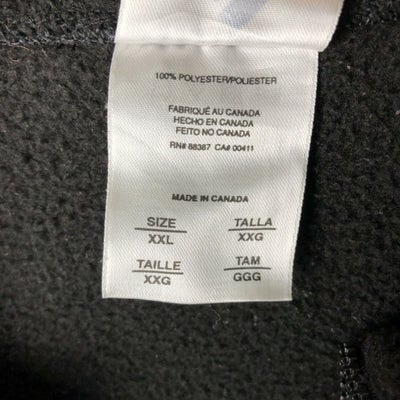 100% POLYESTER/POLIESTER
FABRIQUÉ AU CANADA
HECHO EN CANADA
FEITO NO CANADA
RN# 88387 CA# 00411
MADE IN CANADA
SIZE TALLA
XXL XXG
TAILLE TAM
XXG GGG